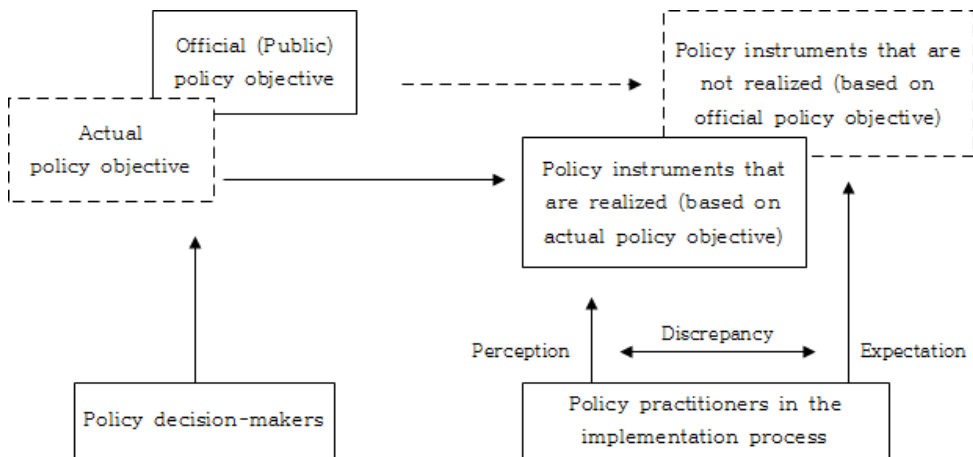 Official (Public)
policy objective
Policy instruments that are
not realized (based on
official policy objective)
Actual
policy objective
Policy instruments that
are realized (based on
actual policy objective)
Discrepancy
Perception
Expectation
Policy decision-makers
Policy practitioners in the
implementation process